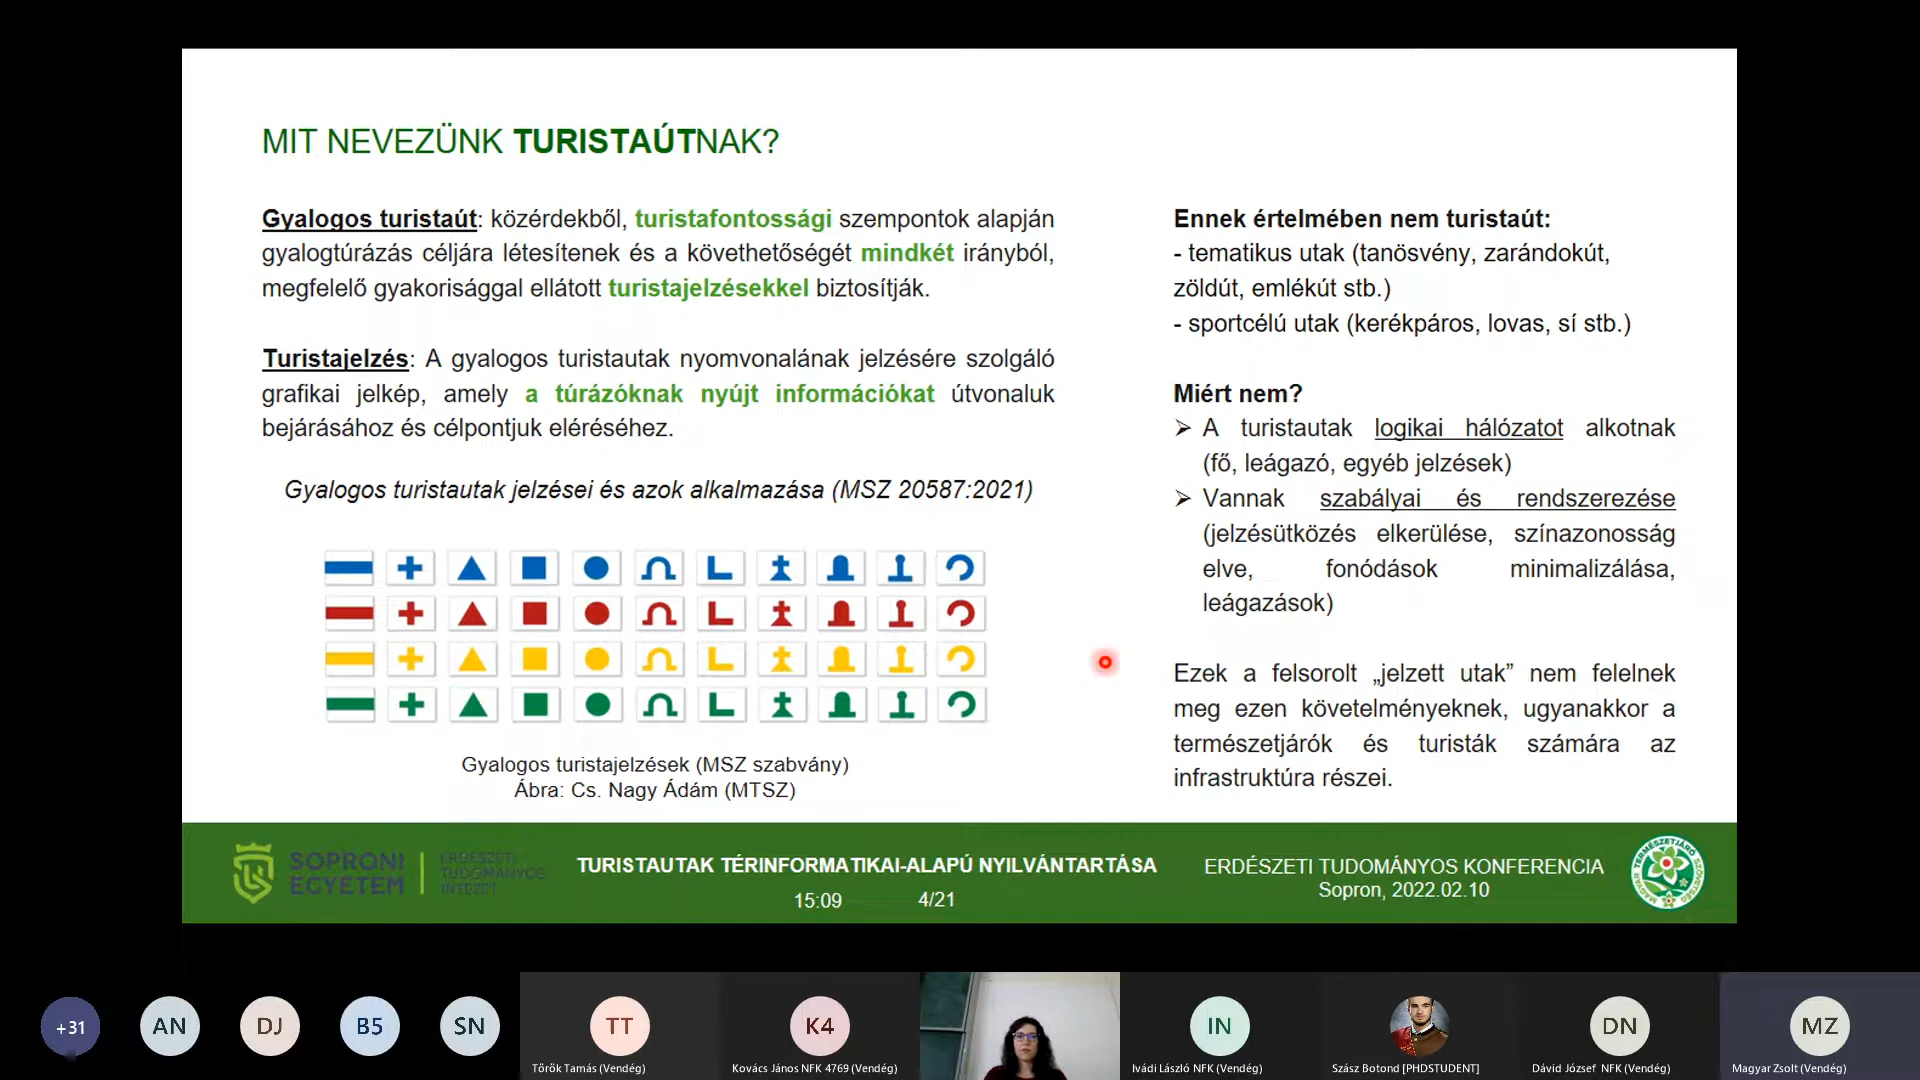 MIT NEVEZÜNK TURISTAÚTNAK?
Gyalogos turistaút: közérdekből, turistafontossági szempontok alapján
gyalogtúrázás céljára létesítenek és a követhetőségét mindkét irányból,
megfelelő gyakorisággal ellátott turistajelzésekkel biztosítják.
Turistajelzés: A gyalogos turistautak nyomvonalának jelzésére szolgáló
grafikai jelkép, amely a túrázóknak nyújt információkat útvonaluk
bejárásához és célpontjuk eléréséhez.
Gyalogos turistautak jelzései és azok alkalmazása (MSZ 20587:2021)
Gyalogos turistajelzések (MSZ szabvány)
Ábra: Cs. Nagy Ádám (MTSZ)
Ennek értelmében nem turistaút:
- tematikus utak (tanösvény, zarándokút,
zöldút, emlékút stb.)
- sportcélú utak (kerékpáros, lovas, sí stb.)
Miért nem?
➢ A turistautak logikai hálózatot alkotnak
(fő, leágazó, egyéb jelzések)
➢ Vannak szabályai és rendszerezése
(jelzésütközés elkerülése, színazonosság
elve, fonódások minimalizálása,
leágazások)
Ezek a felsorolt „jelzett utak” nem felelnek
meg ezen követelményeknek, ugyanakkor a
természetjárók és turisták számára az
infrastruktúra részei.
SOPRONI
EGYETEM
ERDÉSZETI
TUDOMÁNYOS
INTÉZET
TURISTAUTAK TÉRINFORMATIKAI-ALAPÚ NYILVÁNTARTÁSA
15:09 4/21
ERDÉSZETI TUDOMÁNYOS KONFERENCIA
Sopron, 2022.02.10
MAGYAR TERMÉSZETJÁRÓ SZÖVETSÉG
+31 AN DJ B5 SN TT K4 IN DN MZ
Török Tamás (Vendég)
Kovács János NFK 4769 (Vendég)
Ivádi László NFK (Vendég)
Szász Botond [PHDSTUDENT]
Dávid József NFK (Vendég)
Magyar Zsolt (Vendég)